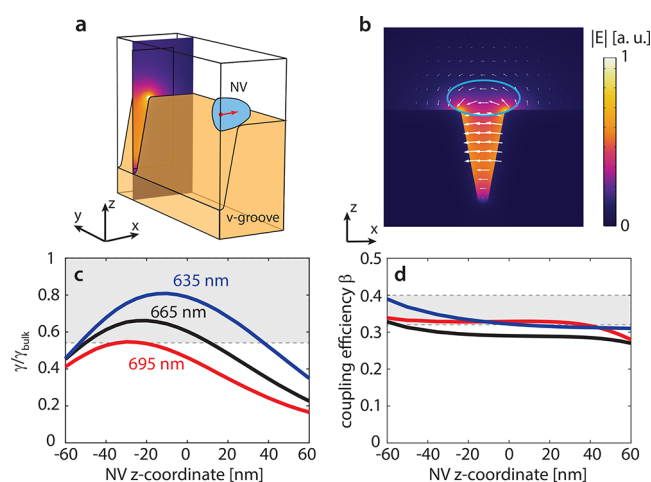 a
NV
v-groove
z
y
x
b
|E| [a. u.]
1
0
z
x
c
635 nm
665 nm
695 nm
γ/γbulk
1
0.8
0.6
0.4
0.2
0
-60
-40
-20
0
20
40
60
NV z-coordinate [nm]
d
coupling efficiency β
0.5
0.4
0.3
0.2
0.1
0
-60
-40
-20
0
20
40
60
NV z-coordinate [nm]